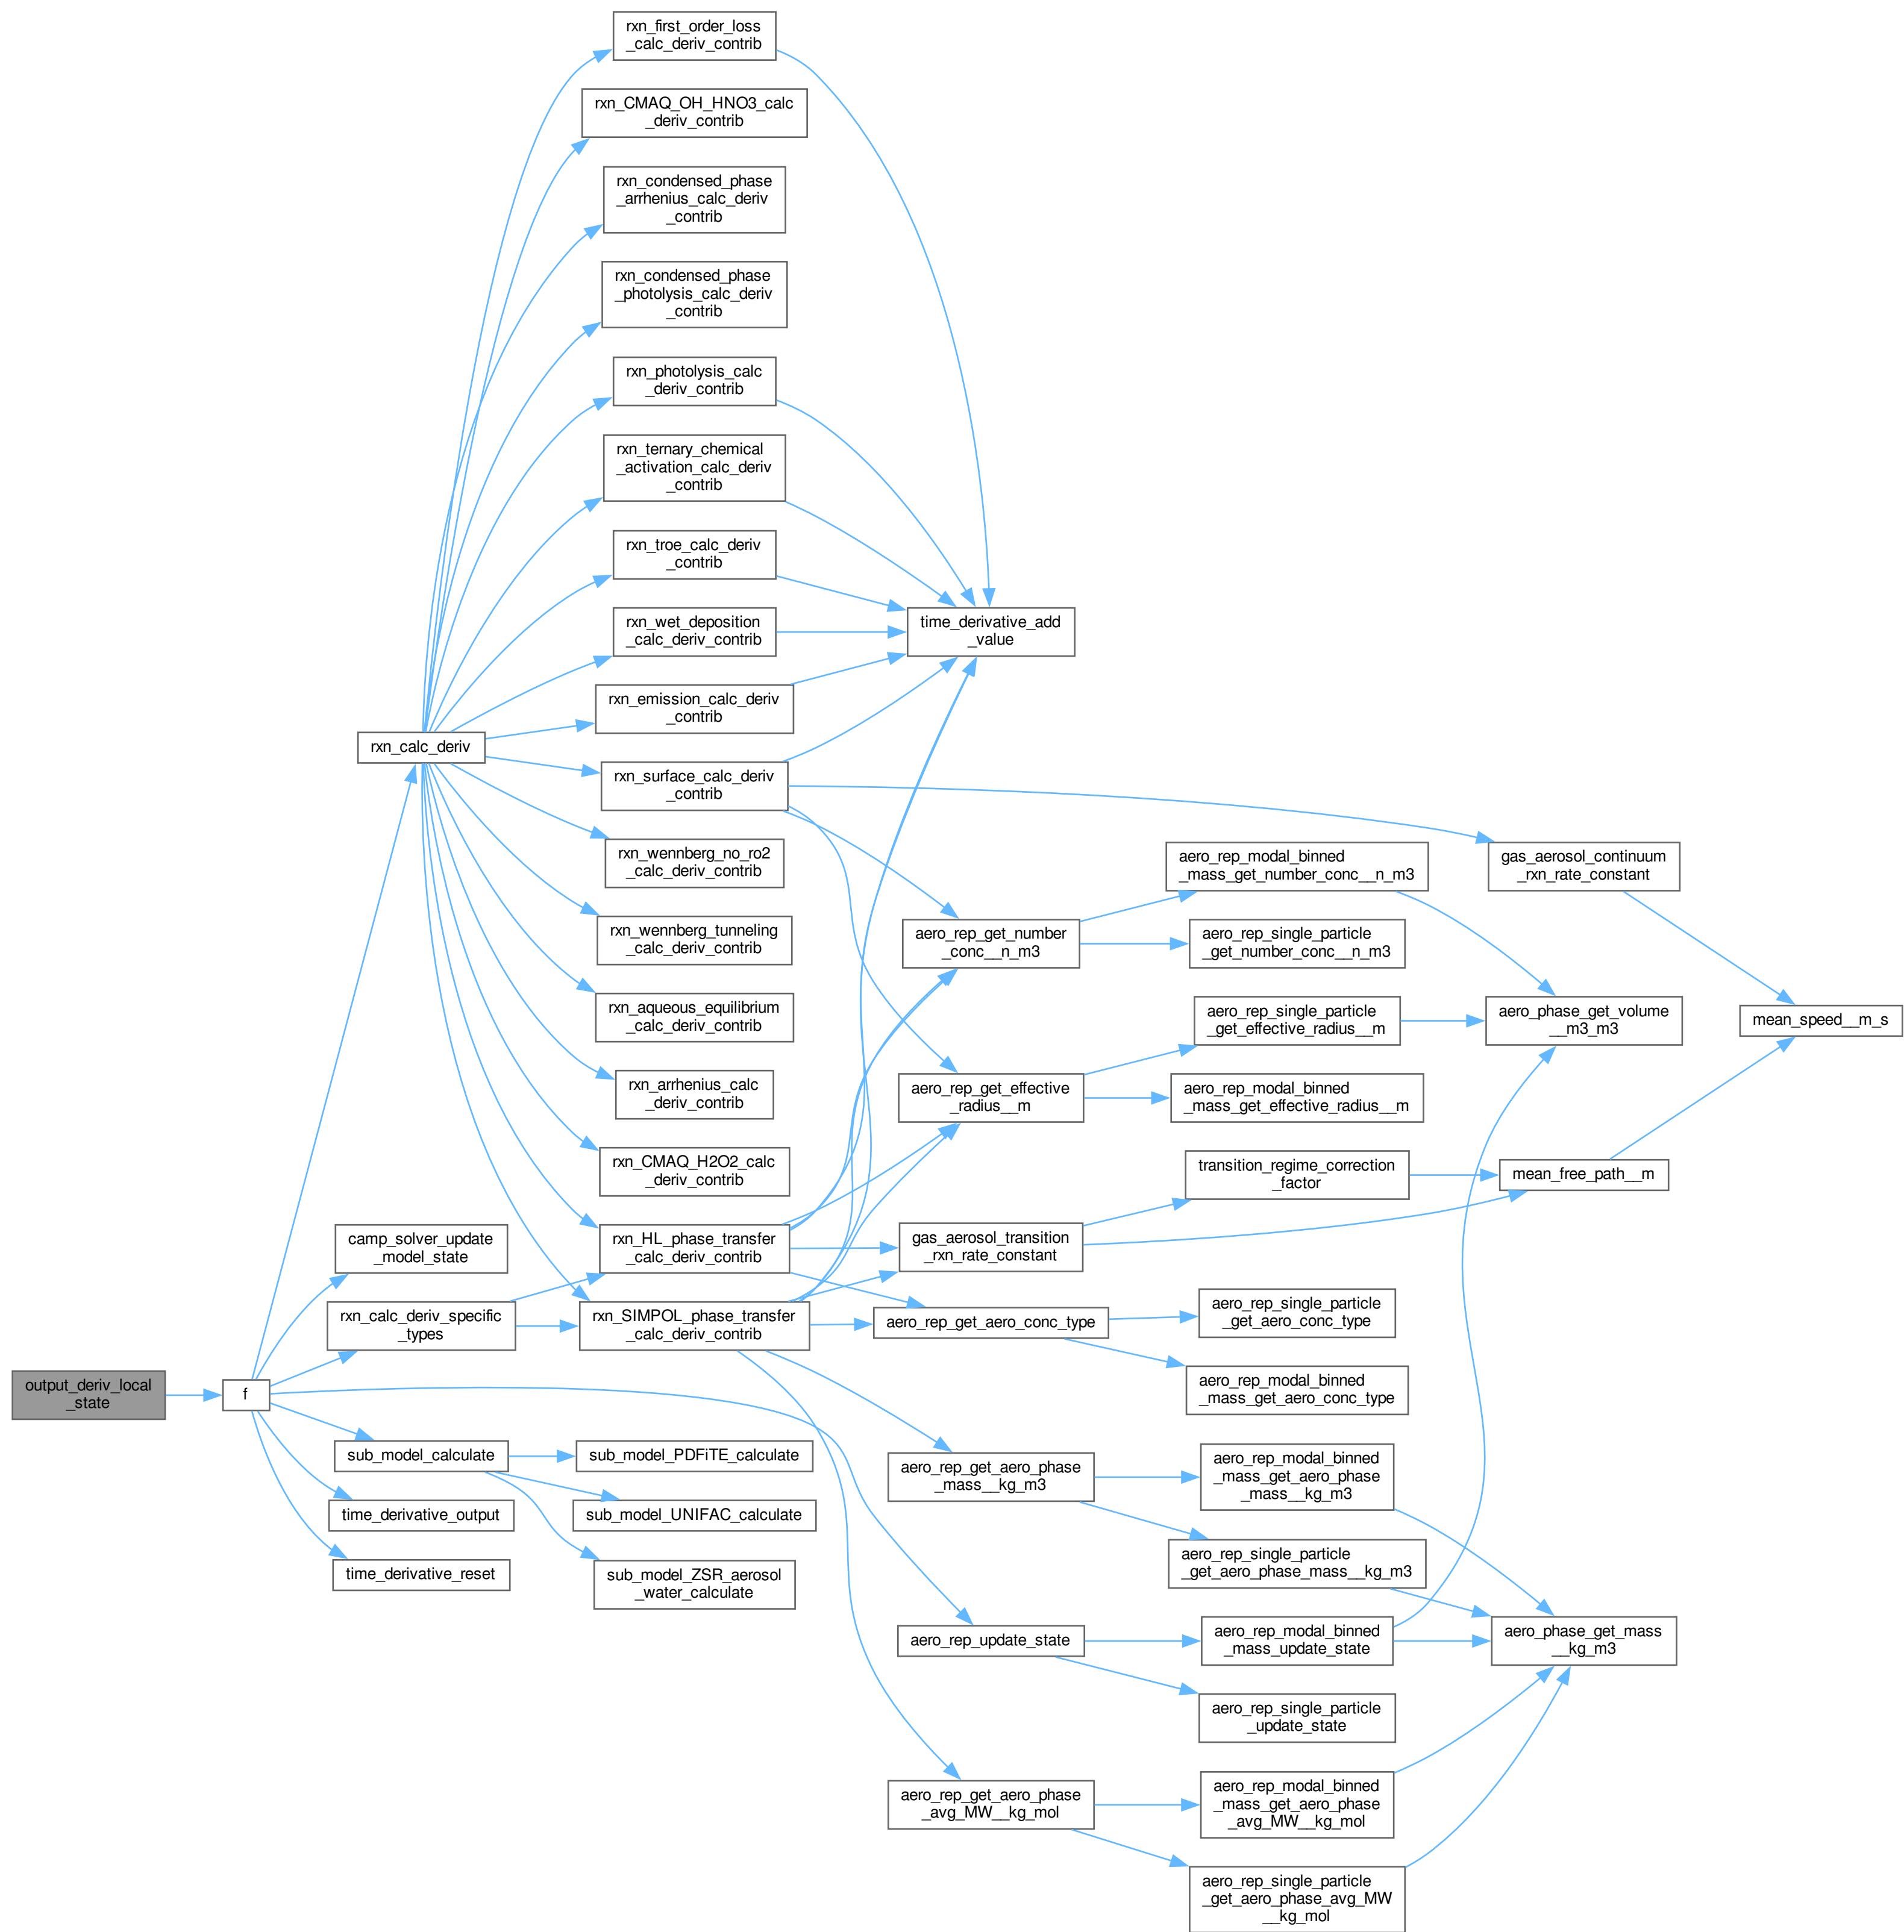 rxn_first_order_loss
_calc_deriv_contrib
rxn_CMAQ_OH_HNO3_calc
_deriv_contrib
rxn_condensed_phase
_arrhenius_calc_deriv
_contrib
rxn_condensed_phase
_photolysis_calc_deriv
_contrib
rxn_photolysis_calc
_deriv_contrib
rxn_ternary_chemical
_activation_calc_deriv
_contrib
rxn_troe_calc_deriv
_contrib
rxn_wet_deposition
_calc_deriv_contrib
time_derivative_add
_value
rxn_emission_calc_deriv
_contrib
rxn_calc_deriv
rxn_surface_calc_deriv
_contrib
rxn_wennberg_no_ro2
_calc_deriv_contrib
aero_rep_modal_binned
_mass_get_number_conc__n_m3
gas_aerosol_continuum
_rxn_rate_constant
rxn_wennberg_tunneling
_calc_deriv_contrib
aero_rep_get_number
_conc__n_m3
aero_rep_single_particle
_get_number_conc__n_m3
rxn_aqueous_equilibrium
_calc_deriv_contrib
aero_rep_single_particle
_get_effective_radius__m
aero_phase_get_volume
__m3_m3
mean_speed__m_s
rxn_arrhenius_calc
_deriv_contrib
aero_rep_get_effective
_radius__m
aero_rep_modal_binned
_mass_get_effective_radius__m
rxn_CMAQ_H2O2_calc
_deriv_contrib
transition_regime_correction
_factor
mean_free_path__m
camp_solver_update
_model_state
rxn_HL_phase_transfer
_calc_deriv_contrib
gas_aerosol_transition
_rxn_rate_constant
rxn_calc_deriv_specific
_types
rxn_SIMPOL_phase_transfer
_calc_deriv_contrib
aero_rep_get_aero_conc_type
aero_rep_single_particle
_get_aero_conc_type
output_deriv_local
_state
f
aero_rep_modal_binned
_mass_get_aero_conc_type
sub_model_calculate
sub_model_PDFiTE_calculate
aero_rep_get_aero_phase
_mass__kg_m3
aero_rep_modal_binned
_mass_get_aero_phase
_mass__kg_m3
time_derivative_output
sub_model_UNIFAC_calculate
time_derivative_reset
sub_model_ZSR_aerosol
_water_calculate
aero_rep_single_particle
_get_aero_phase_mass__kg_m3
aero_rep_update_state
aero_rep_modal_binned
_mass_update_state
aero_phase_get_mass
__kg_m3
aero_rep_single_particle
_update_state
aero_rep_get_aero_phase
_avg_MW__kg_mol
aero_rep_modal_binned
_mass_get_aero_phase
_avg_MW__kg_mol
aero_rep_single_particle
_get_aero_phase_avg_MW
__kg_mol